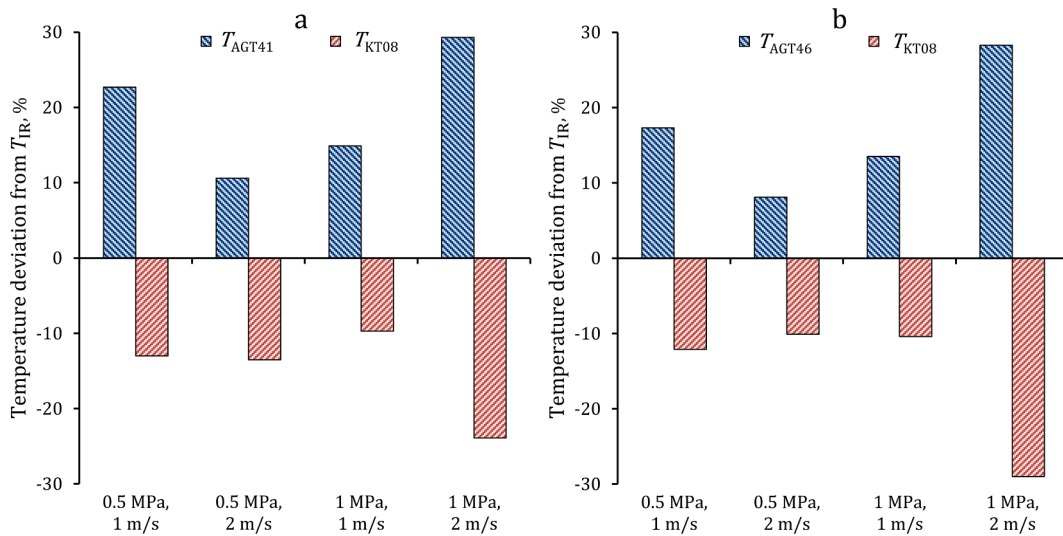 a
T_AGT41 T_KT08
Temperature deviation from T_IR, %
30
20
10
0
-10
-20
-30
0.5 MPa, 0.5 MPa, 1 MPa, 1 MPa,
1 m/s 2 m/s 1 m/s 2 m/s
b
T_AGT46 T_KT08
Temperature deviation from T_IR, %
30
20
10
0
-10
-20
-30
0.5 MPa, 0.5 MPa, 1 MPa, 1 MPa,
1 m/s 2 m/s 1 m/s 2 m/s